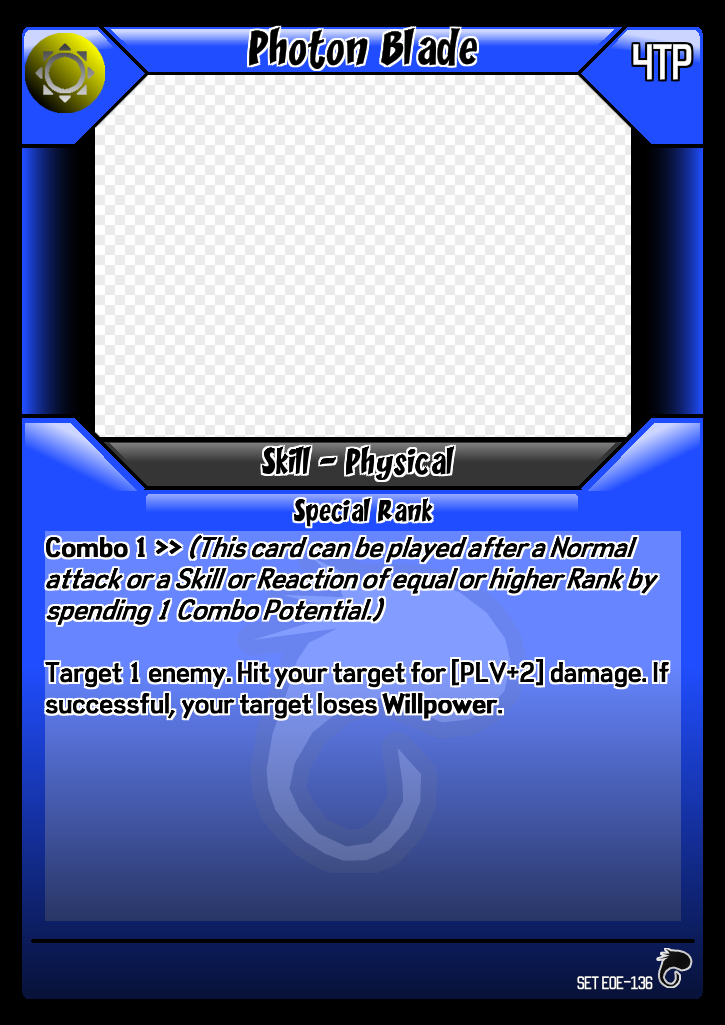 Photon Blade
4TP
Skill - Physical
Special Rank
Combo 1 >> (This card can be played after a Normal
attack or a Skill or Reaction of equal or higher Rank by
spending 1 Combo Potential.)
Target 1 enemy. Hit your target for [PLV+2] damage. If
successful, your target loses Willpower.
SET EOE-136